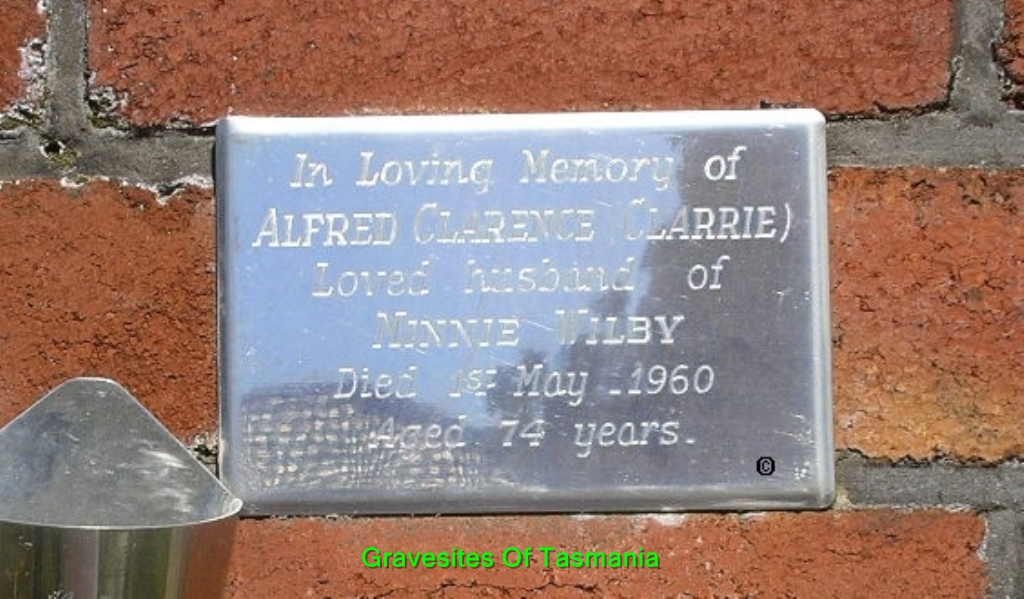 In Loving Memory of
ALFRED CLARENCE (CLARRIE)
Loved husband of
MINNIE WILBY
Died 1st May 1960
Aged 74 years.
©
Gravesites Of Tasmania